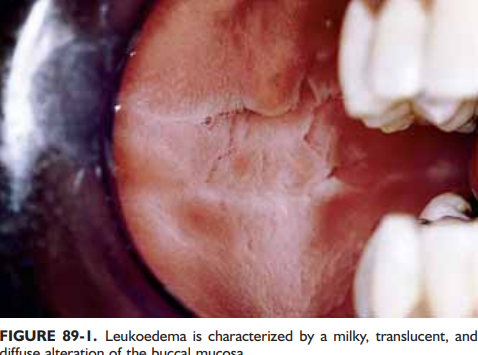 FIGURE 89-1. Leukoedema is characterized by a milky, translucent, and
diffuse alteration of the buccal mucosa